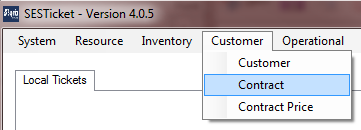 SESTicket - Version 4.0.5
System Resource Inventory Customer Operational
Customer
Local Tickets
Contract
Contract Price